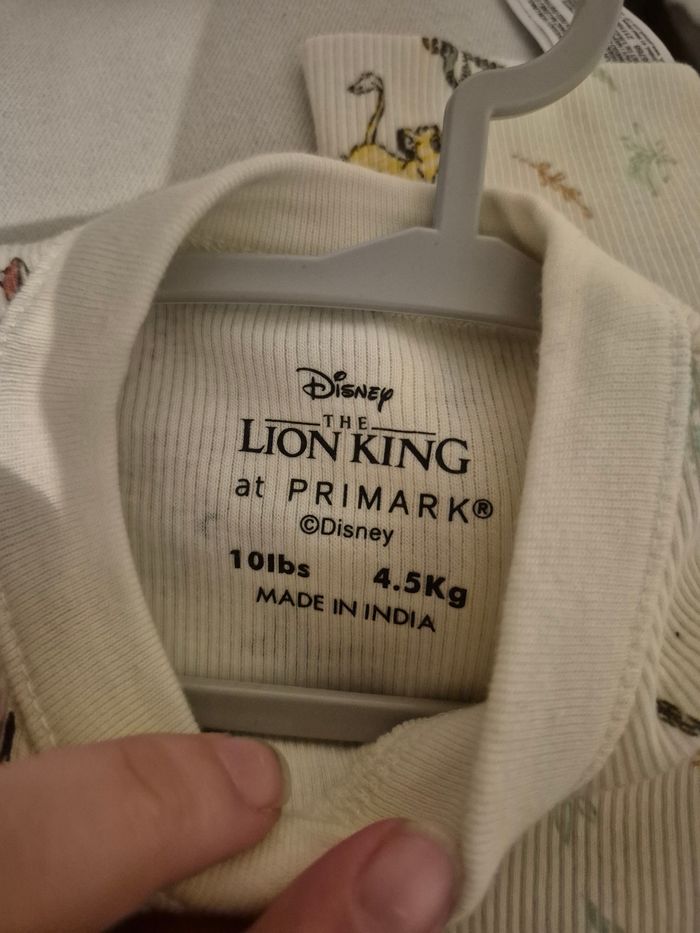 Disney
THE
LION KING
at PRIMARK®
©Disney
10lbs 4.5Kg
MADE IN INDIA